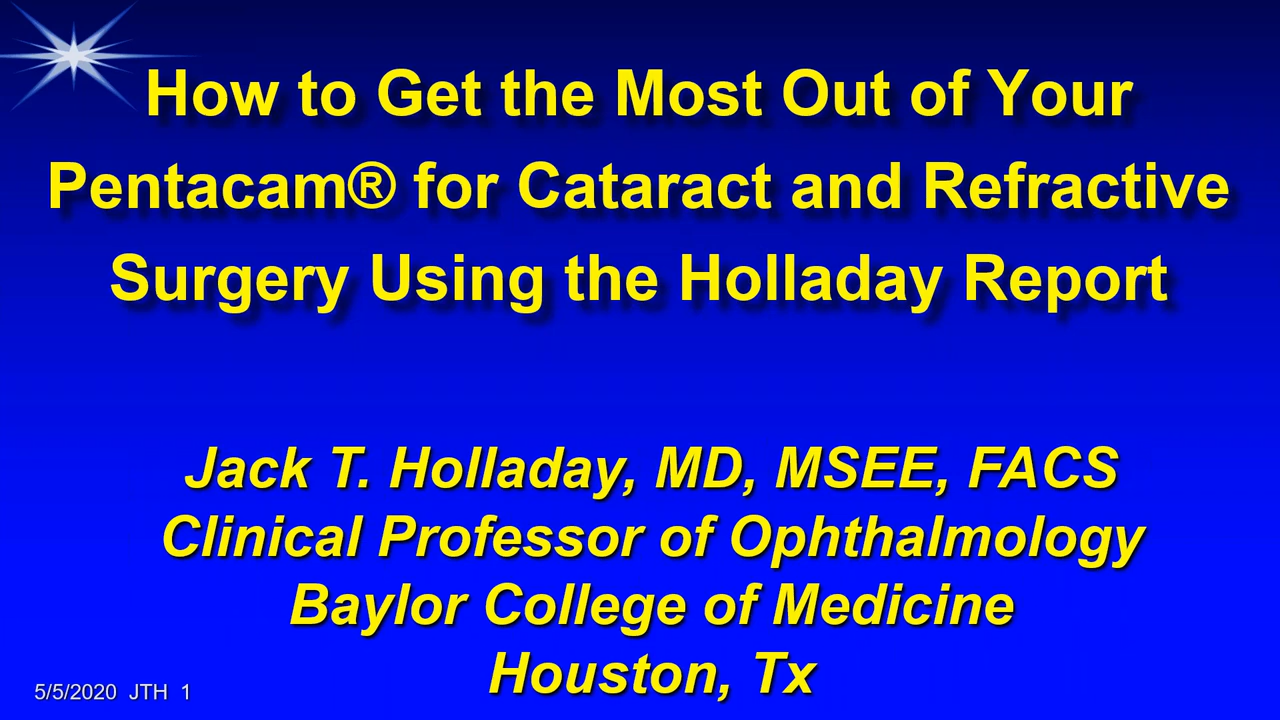 How to Get the Most Out of Your
Pentacam® for Cataract and Refractive
Surgery Using the Holladay Report
Jack T. Holladay, MD, MSEE, FACS
Clinical Professor of Ophthalmology
Baylor College of Medicine
Houston, Tx
5/5/2020 JTH 1